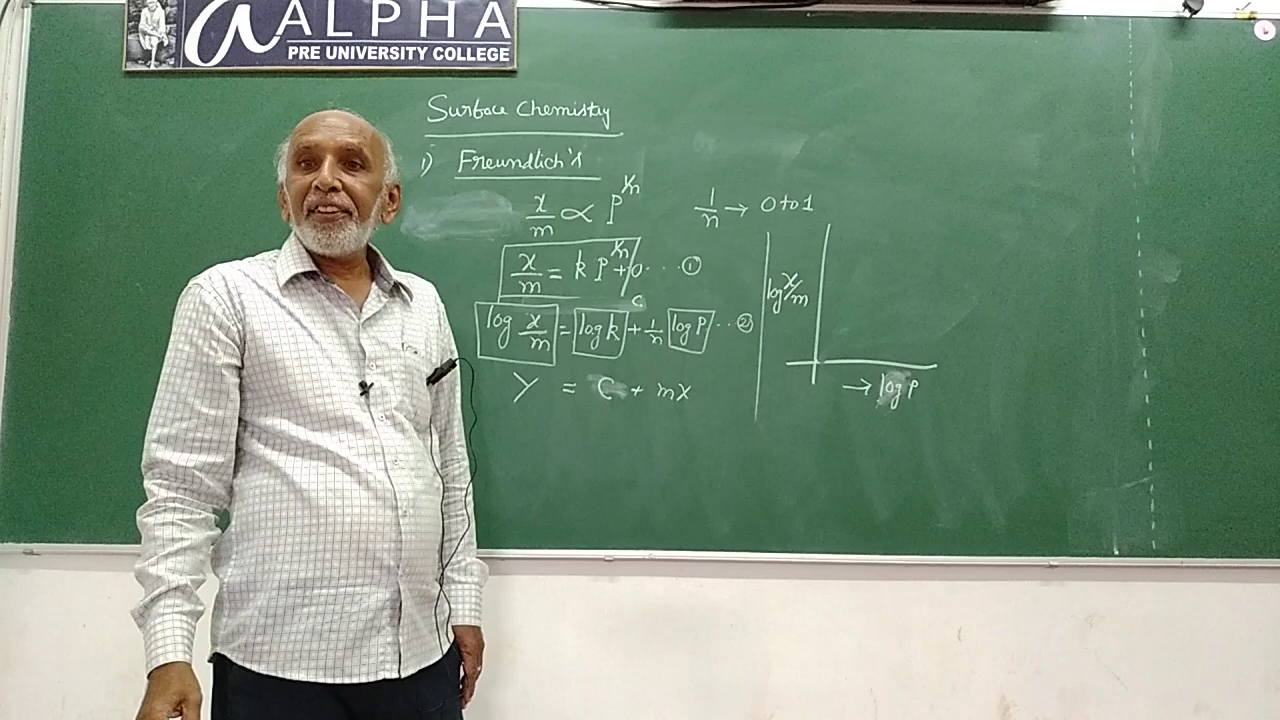 ALPHA
PRE UNIVERSITY COLLEGE
Surface Chemistry
1) Freundlich's
x/m ∝ P^1/n
1/n → 0 to 1
x/m = k P^1/n + 0 ... ①
c
log x/m = log k + 1/n log P ... ②
Y = C + mx
log x/m
→ log P